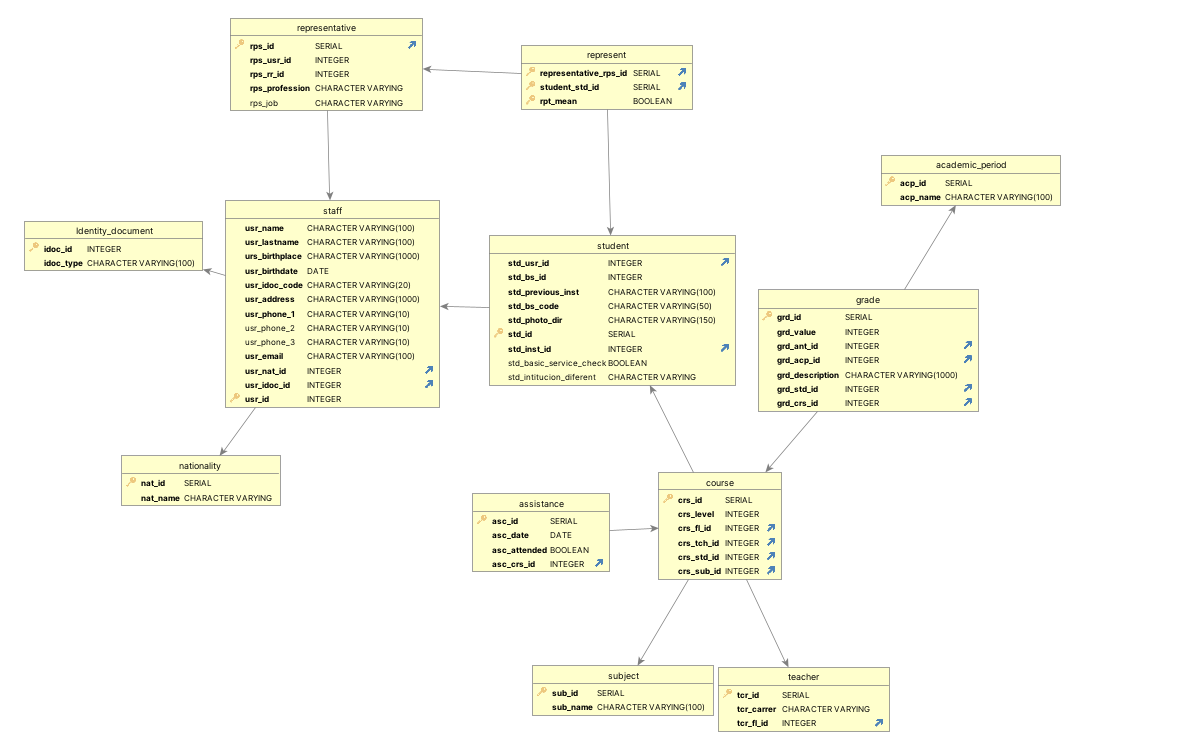 representative
rps_id SERIAL
rps_usr_id INTEGER
rps_rr_id INTEGER
rps_profession CHARACTER VARYING
rps_job CHARACTER VARYING
represent
representative_rps_id SERIAL
student_std_id SERIAL
rpt_mean BOOLEAN
academic_period
acp_id SERIAL
acp_name CHARACTER VARYING(100)
Identity_document
idoc_id INTEGER
idoc_type CHARACTER VARYING(100)
staff
usr_name CHARACTER VARYING(100)
usr_lastname CHARACTER VARYING(100)
urs_birthplace CHARACTER VARYING(1000)
usr_birthdate DATE
usr_idoc_code CHARACTER VARYING(20)
usr_address CHARACTER VARYING(1000)
usr_phone_1 CHARACTER VARYING(10)
usr_phone_2 CHARACTER VARYING(10)
usr_phone_3 CHARACTER VARYING(10)
usr_email CHARACTER VARYING(100)
usr_nat_id INTEGER
usr_idoc_id INTEGER
usr_id INTEGER
student
std_usr_id INTEGER
std_bs_id INTEGER
std_previous_inst CHARACTER VARYING(100)
std_bs_code CHARACTER VARYING(50)
std_photo_dir CHARACTER VARYING(150)
std_id SERIAL
std_inst_id INTEGER
std_basic_service_check BOOLEAN
std_intitucion_diferent CHARACTER VARYING
grade
grd_id SERIAL
grd_value INTEGER
grd_ant_id INTEGER
grd_acp_id INTEGER
grd_description CHARACTER VARYING(1000)
grd_std_id INTEGER
grd_crs_id INTEGER
nationality
nat_id SERIAL
nat_name CHARACTER VARYING
assistance
asc_id SERIAL
asc_date DATE
asc_attended BOOLEAN
asc_crs_id INTEGER
course
crs_id SERIAL
crs_level INTEGER
crs_fl_id INTEGER
crs_tch_id INTEGER
crs_std_id INTEGER
crs_sub_id INTEGER
subject
sub_id SERIAL
sub_name CHARACTER VARYING(100)
teacher
tcr_id SERIAL
tcr_carrer CHARACTER VARYING
tcr_fl_id INTEGER